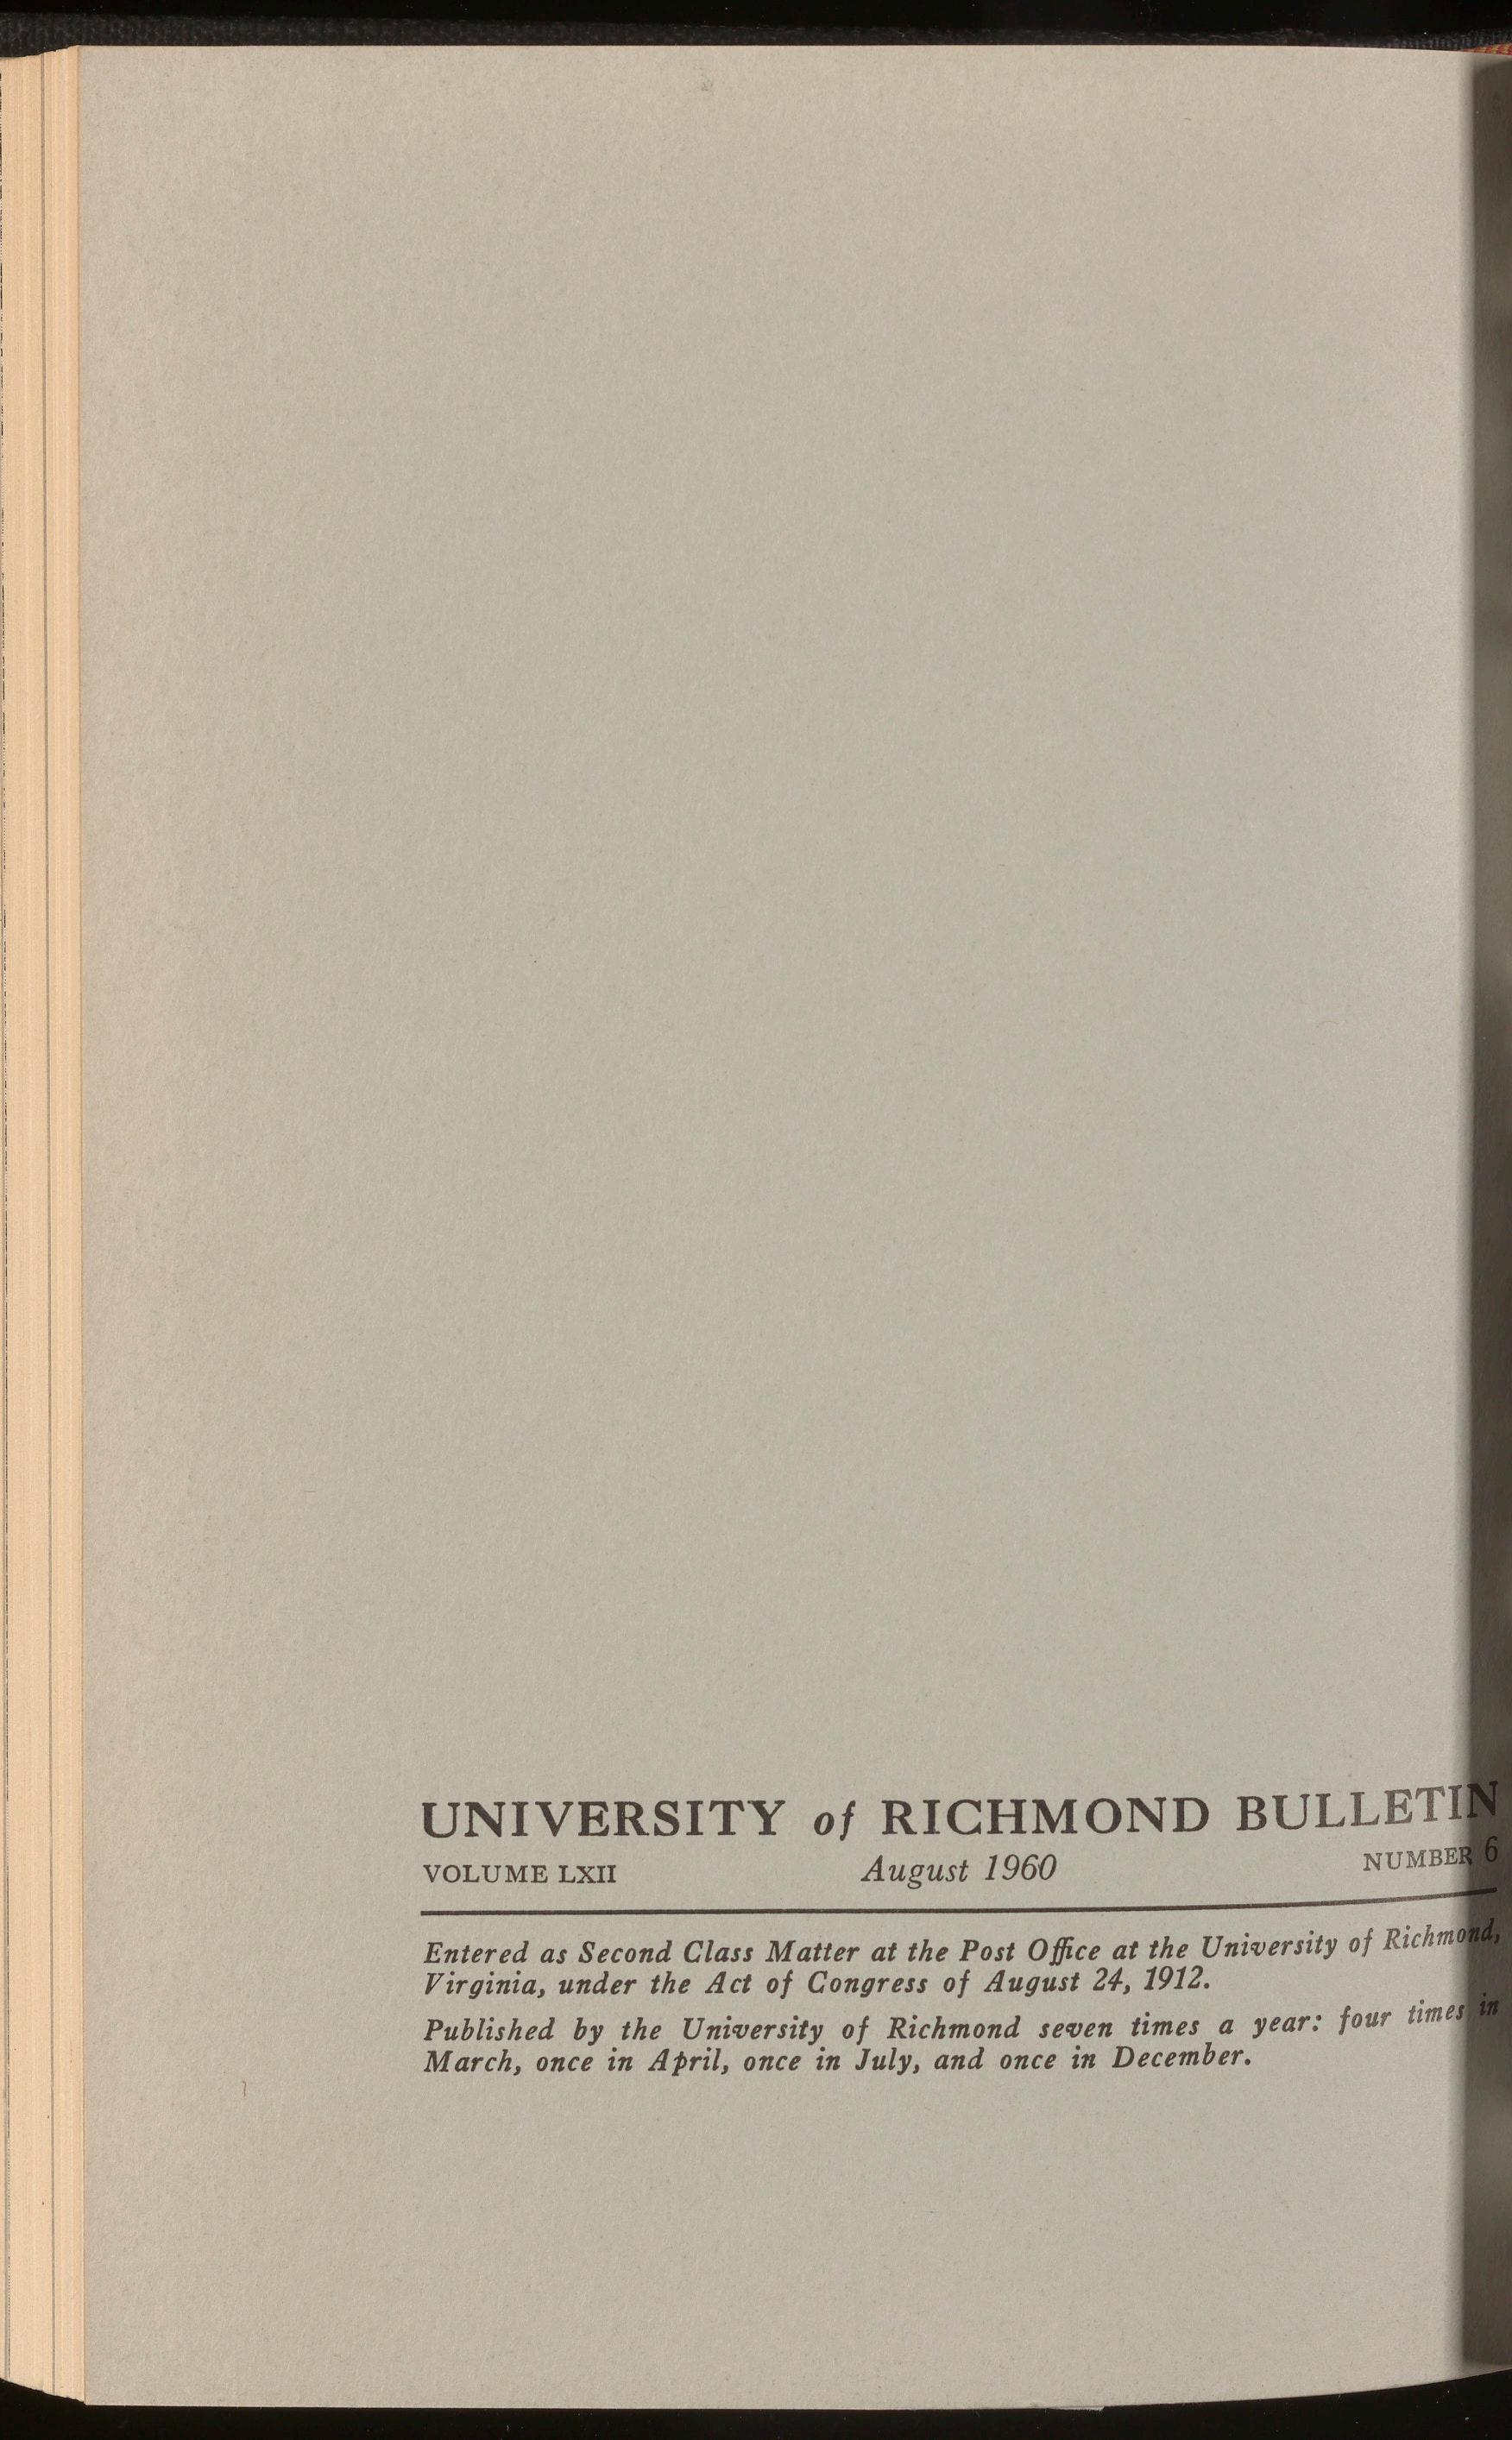 UNIVERSITY of RICHMOND BULLETIN
VOLUME LXII August 1960 NUMBER 6
Entered as Second Class Matter at the Post Office at the University of Richmond,
Virginia, under the Act of Congress of August 24, 1912.
Published by the University of Richmond seven times a year: four times in
March, once in April, once in July, and once in December.